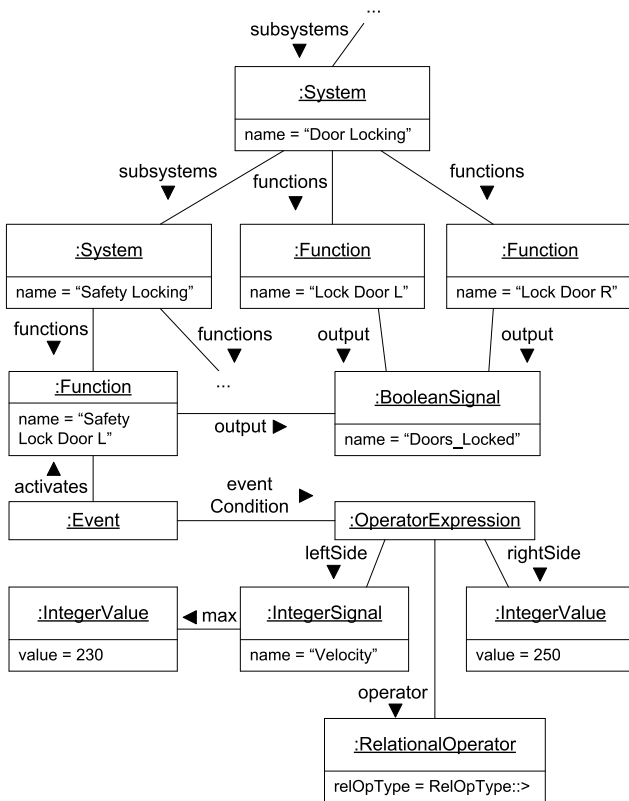 ...
subsystems
:System
name = “Door Locking”
subsystems
functions
functions
:System
name = “Safety Locking”
:Function
name = “Lock Door L”
:Function
name = “Lock Door R”
functions
functions
output
output
...
:Function
name = “Safety
Lock Door L”
output
:BooleanSignal
name = “Doors_Locked”
activates
event
Condition
:Event
:OperatorExpression
leftSide
rightSide
:IntegerValue
value = 230
max
:IntegerSignal
name = “Velocity”
:IntegerValue
value = 250
operator
:RelationalOperator
relOpType = RelOpType::>